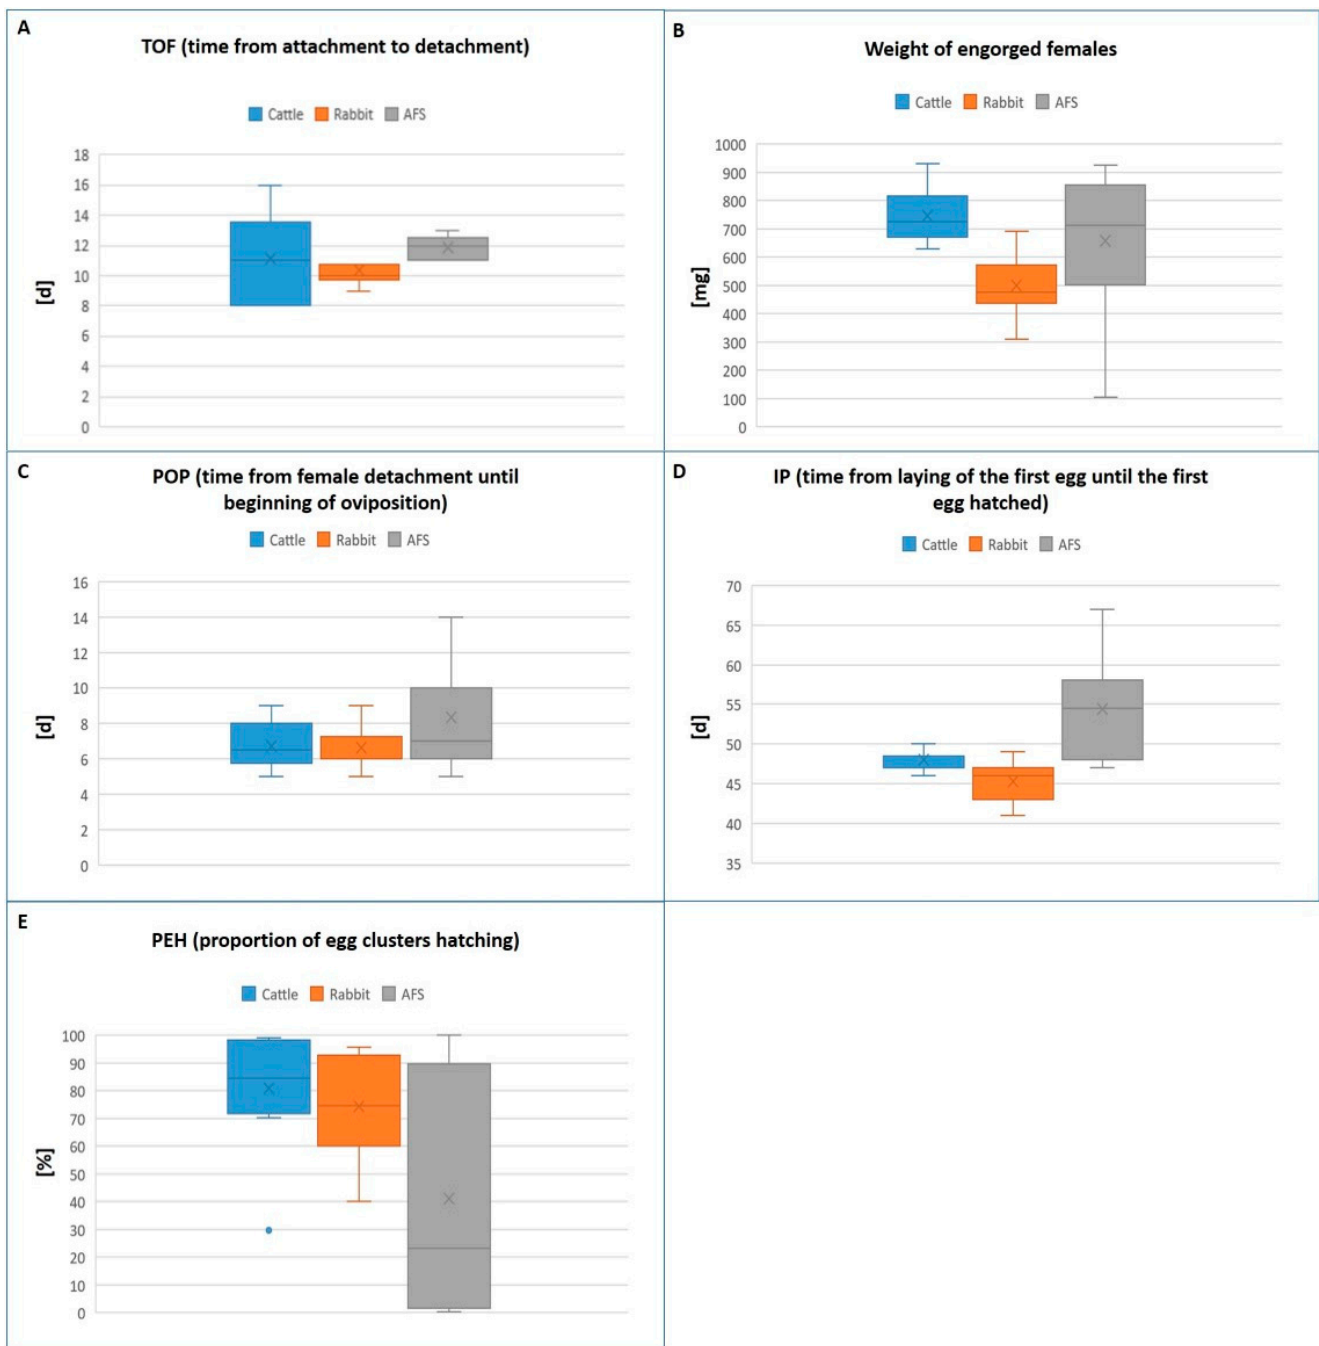 A
TOF (time from attachment to detachment)
Cattle Rabbit AFS
[d]
18
16
14
12
10
8
6
4
2
0
B
Weight of engorged females
Cattle Rabbit AFS
[mg]
1000
900
800
700
600
500
400
300
200
100
0
C
POP (time from female detachment until
beginning of oviposition)
Cattle Rabbit AFS
[d]
16
14
12
10
8
6
4
2
0
D
IP (time from laying of the first egg until the first
egg hatched)
Cattle Rabbit AFS
[d]
70
65
60
55
50
45
40
35
E
PEH (proportion of egg clusters hatching)
Cattle Rabbit AFS
[%]
100
90
80
70
60
50
40
30
20
10
0